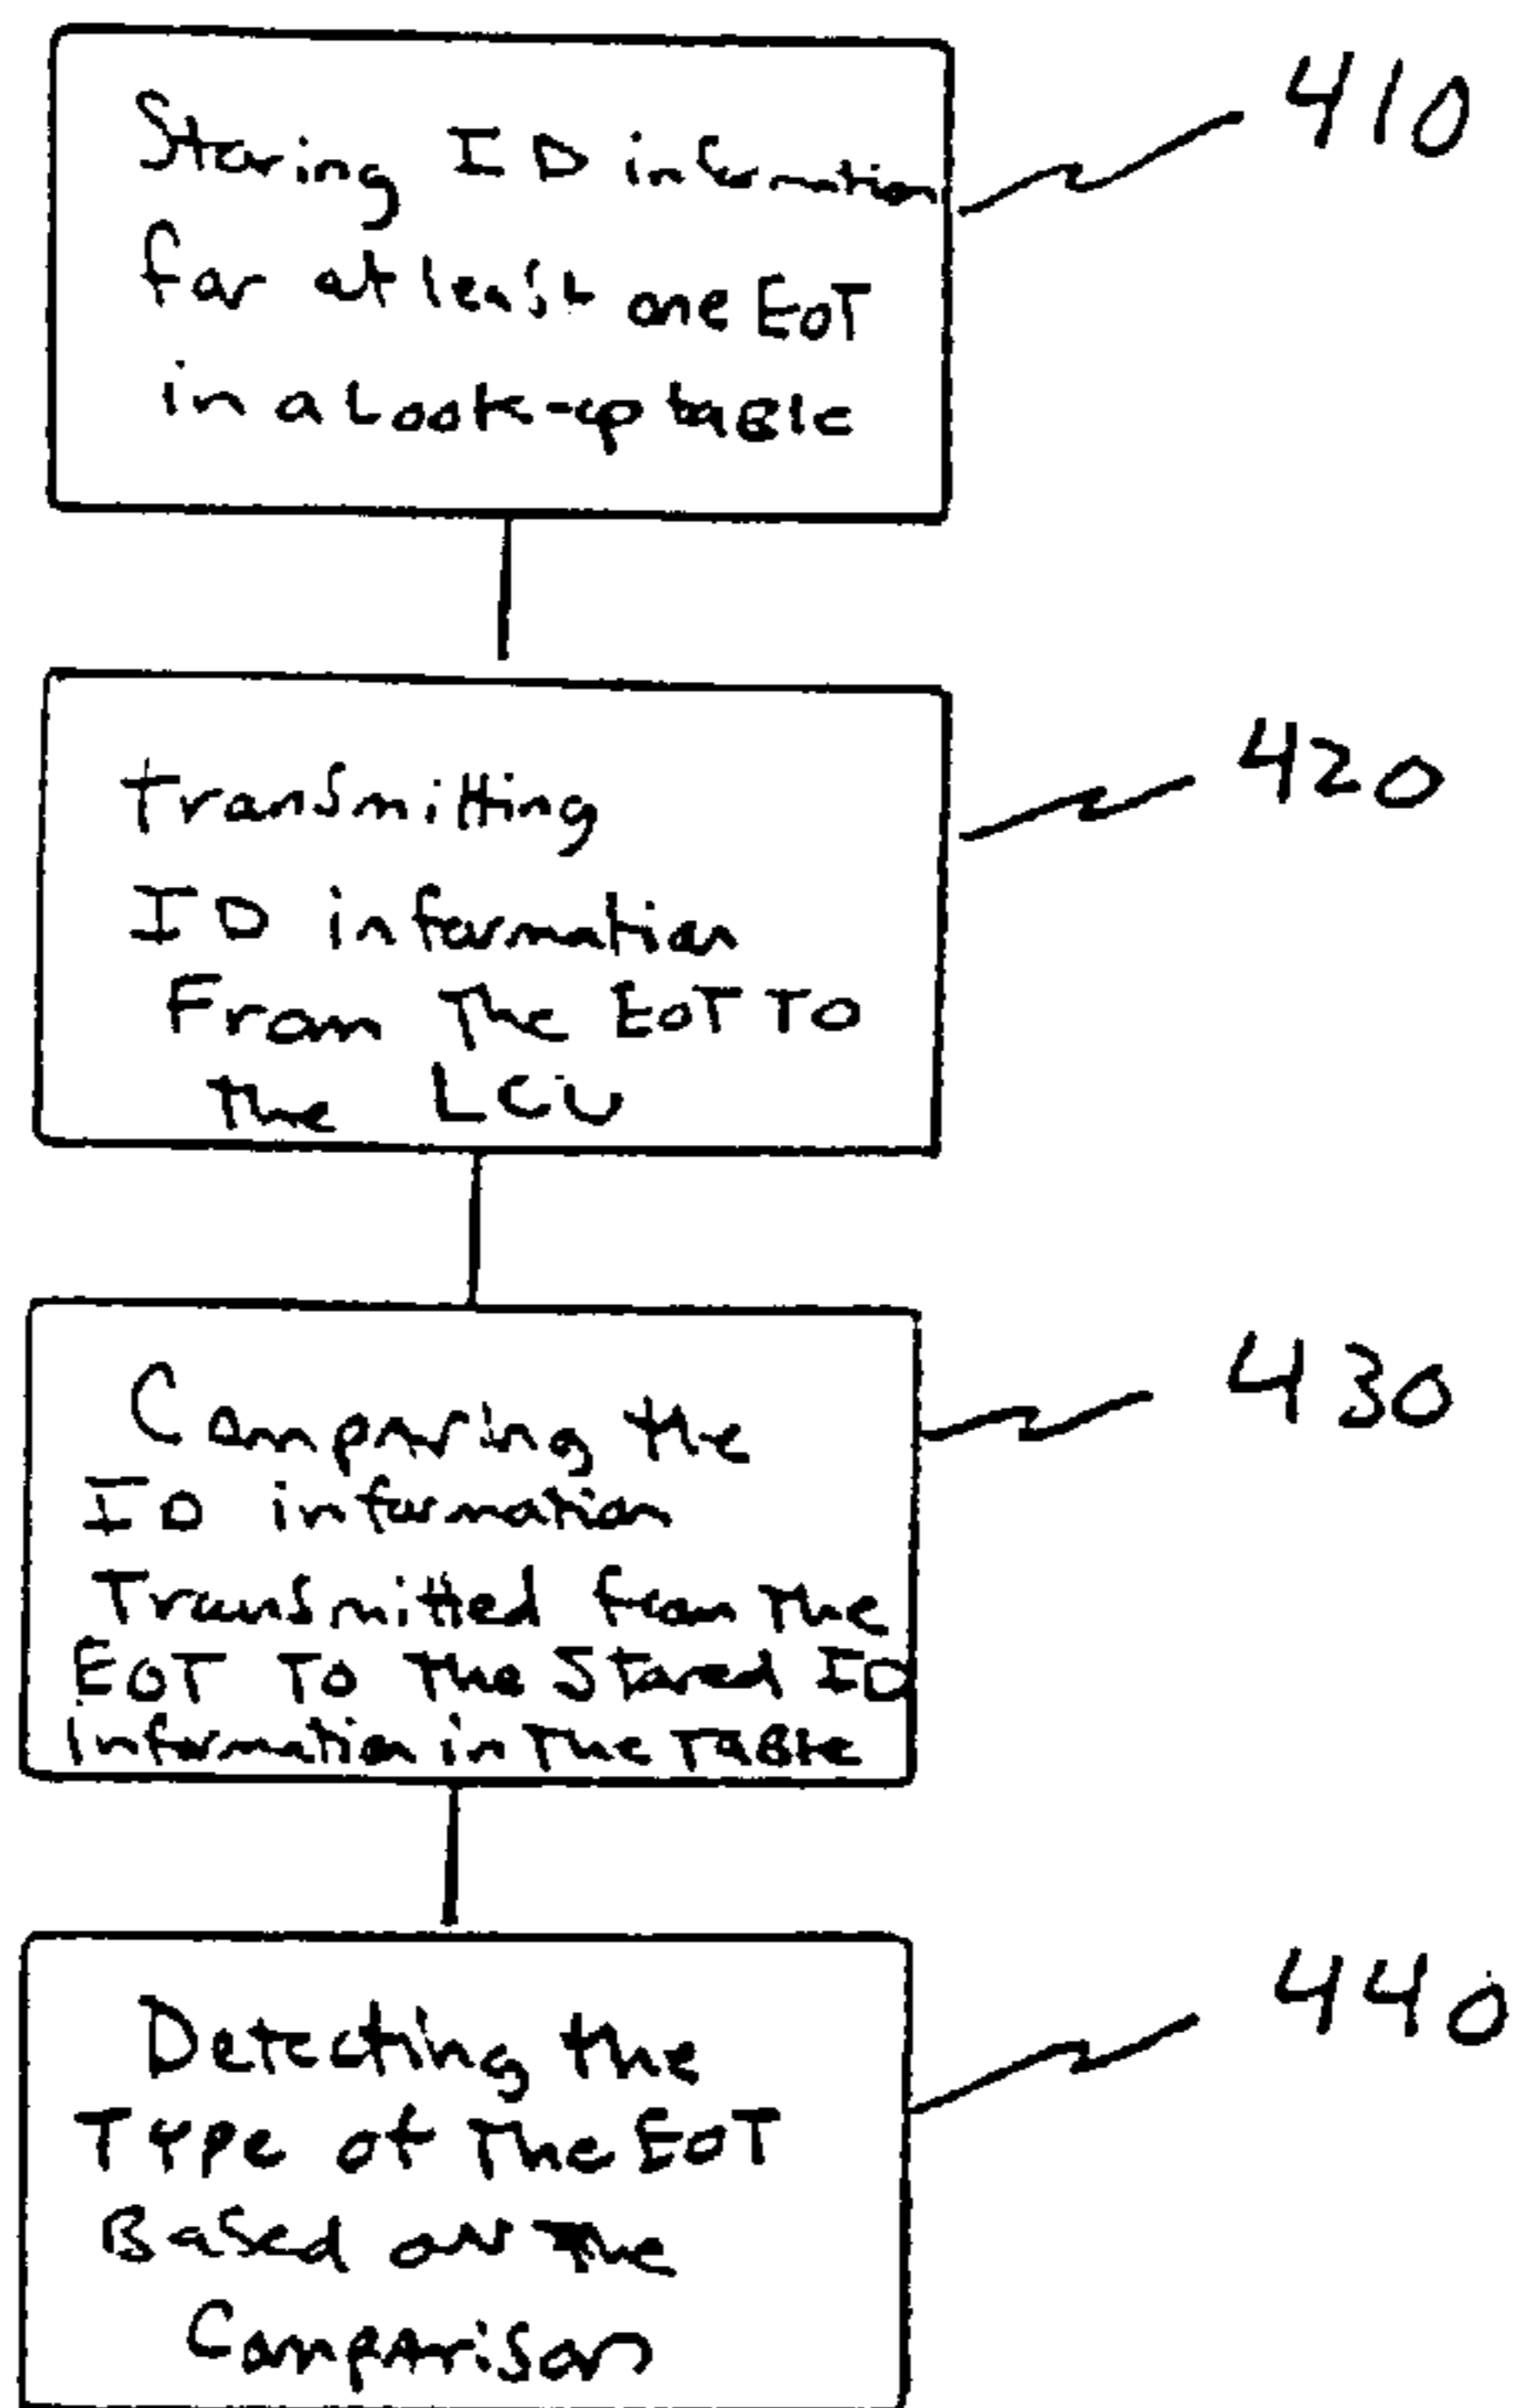 Storing ID information
410
for at least one EoT
in a Look-up table
transmitting
420
ID information
From The EoT TO
the LCU
Comparing the
430
ID information
Transmitted from The
EOT TO The Stored ID
information in The TABLE
Detecting the
440
TYPE of The EoT
Based on The
Comparison